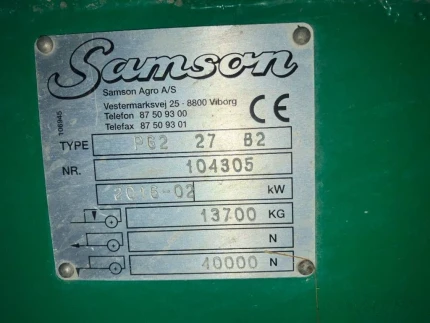 Samson
Samson Agro A/S
Vestermarksvej 25 - 8800 Viborg
Telefon 87 50 93 00
Telefax 87 50 93 01
CE
106945
TYPE PG2 27 B2
NR. 104305
kW
13700 KG
N
40000 N